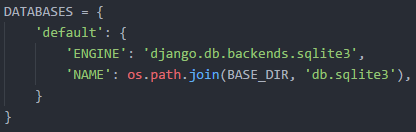 DATABASES = {
    'default': {
        'ENGINE': 'django.db.backends.sqlite3',
        'NAME': os.path.join(BASE_DIR, 'db.sqlite3'),
    }
}